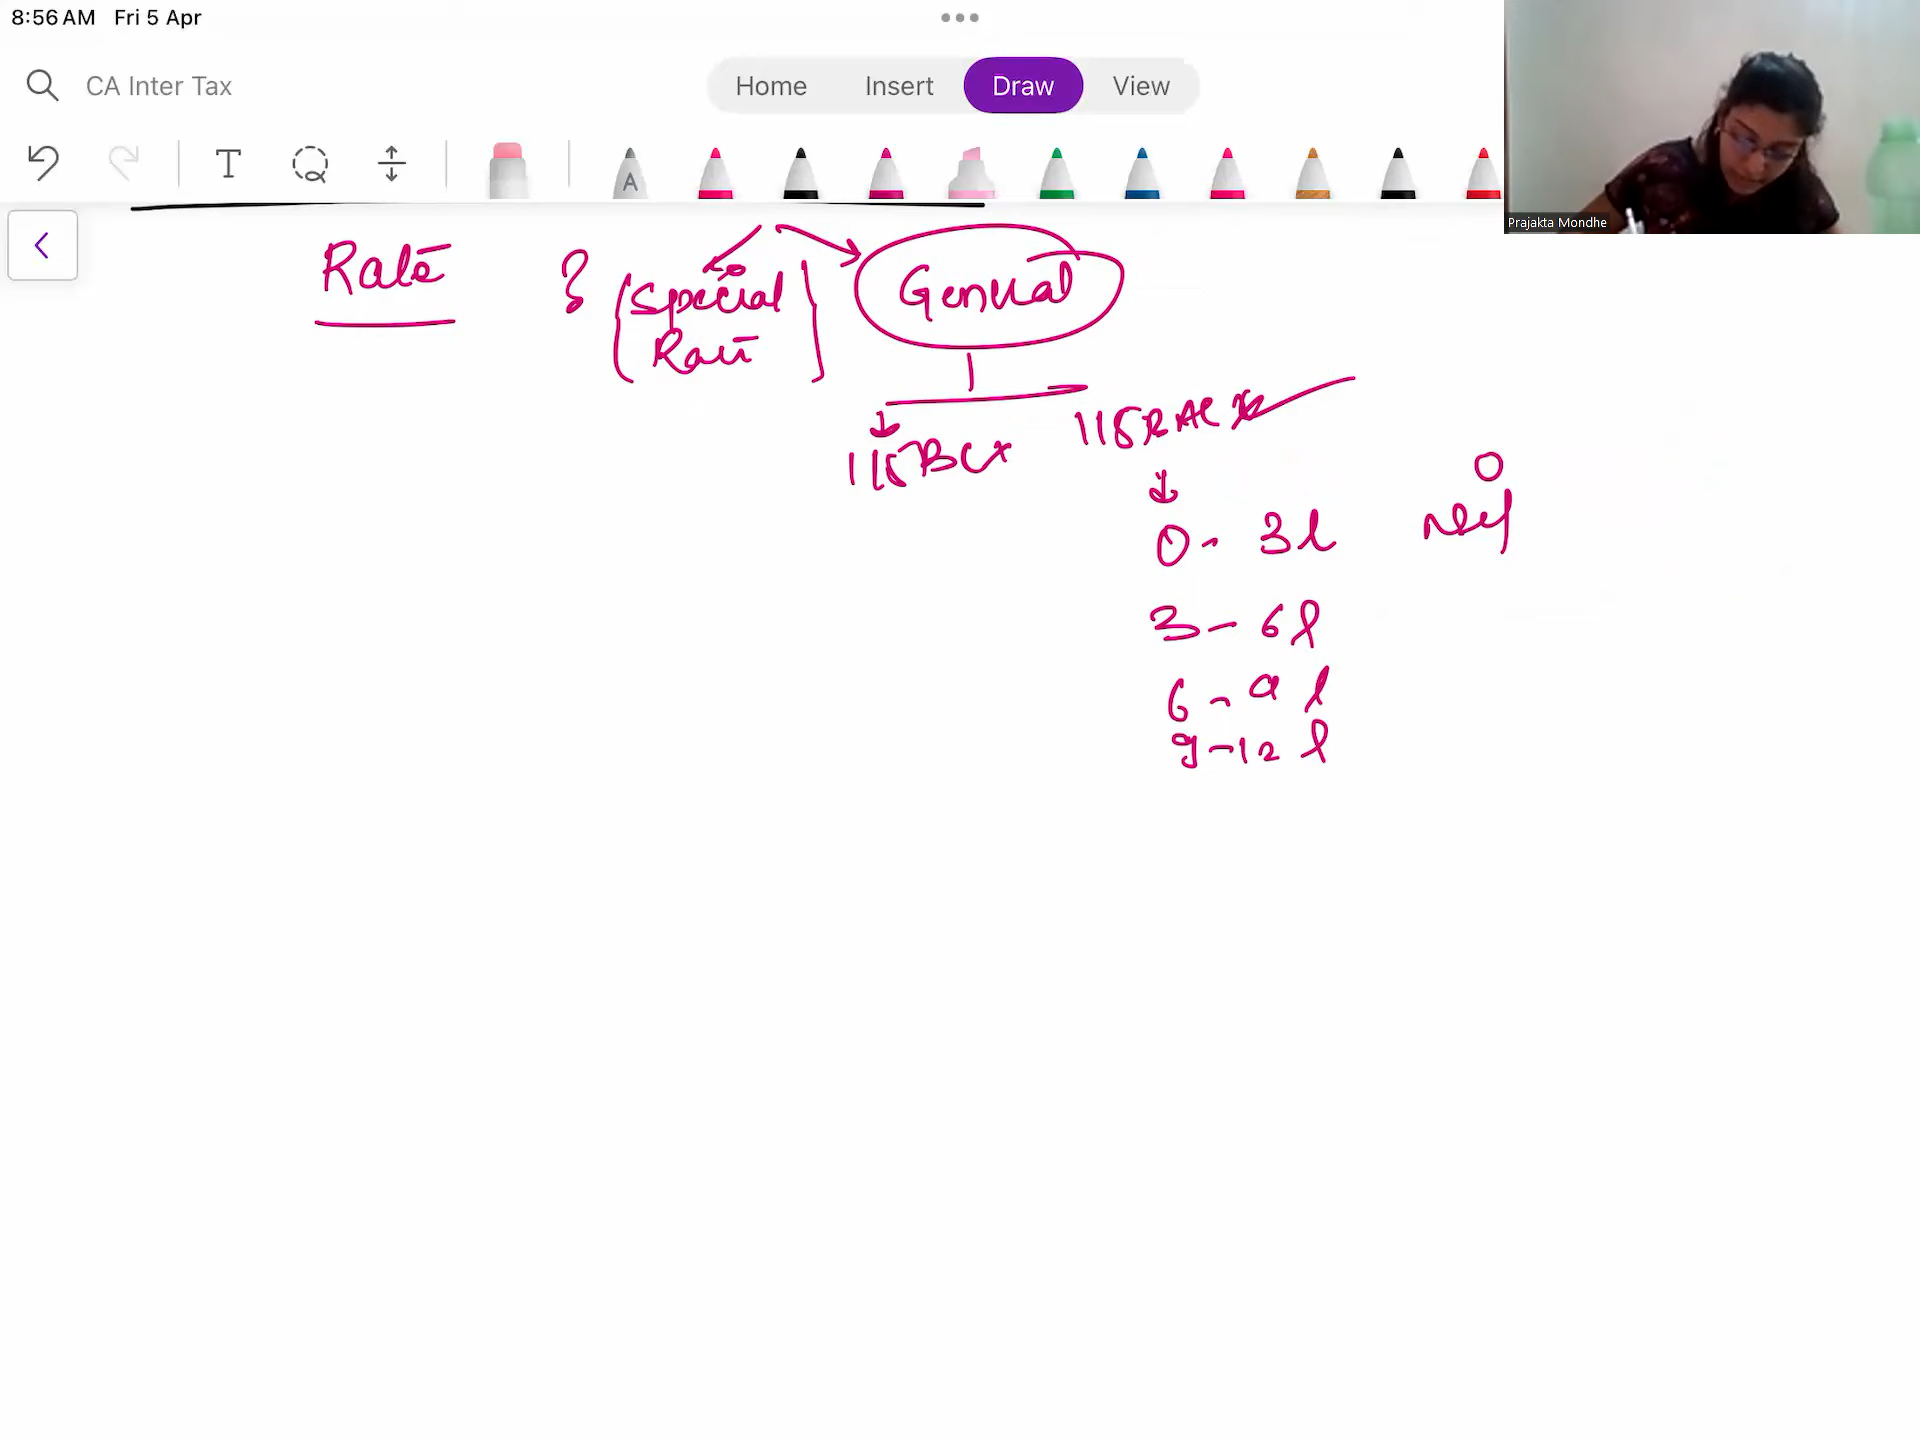 8:56 AM Fri 5 Apr
CA Inter Tax
Home Insert Draw View
T
A
Prajakta Mondhe
Rate
Special General
Rate
115BAC
0 - 3l
0
3 - 6l
6 - 9 l
9 - 12 l